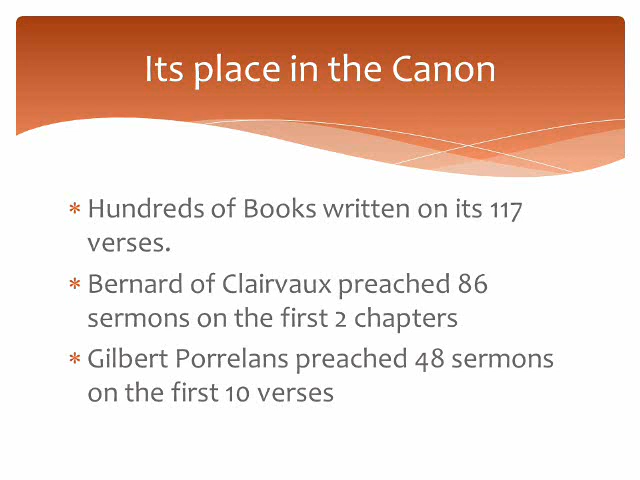 Its place in the Canon
* Hundreds of Books written on its 117
verses.
* Bernard of Clairvaux preached 86
sermons on the first 2 chapters
* Gilbert Porrelans preached 48 sermons
on the first 10 verses